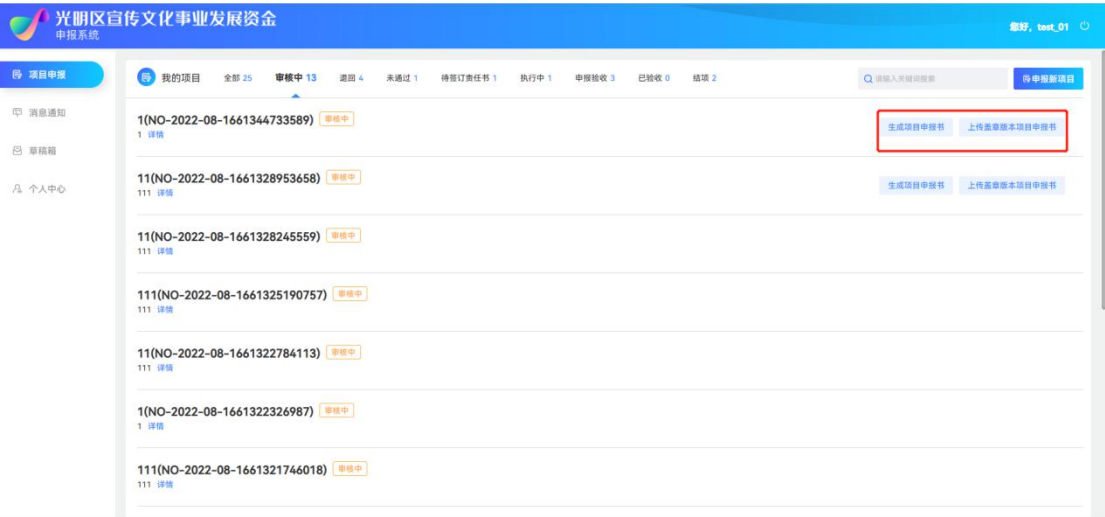 光明区宣传文化事业发展资金
申报系统
您好，test_01
项目申报
消息通知
草稿箱
个人中心
我的项目 全部 25 审核中 13 退回 4 未通过 1 待签订责任书 1 执行中 1 申报验收 3 已验收 0 结项 2
请输入关键词搜索
申报新项目
1(NO-2022-08-1661344733589) 审核中
1 详情
生成项目申报书 上传盖章版本项目申报书
11(NO-2022-08-1661328953658) 审核中
111 详情
生成项目申报书 上传盖章版本项目申报书
11(NO-2022-08-1661328245559) 审核中
111 详情
111(NO-2022-08-1661325190757) 审核中
111 详情
11(NO-2022-08-1661322784113) 审核中
111 详情
1(NO-2022-08-1661322326987) 审核中
1 详情
111(NO-2022-08-1661321746018) 审核中
111 详情